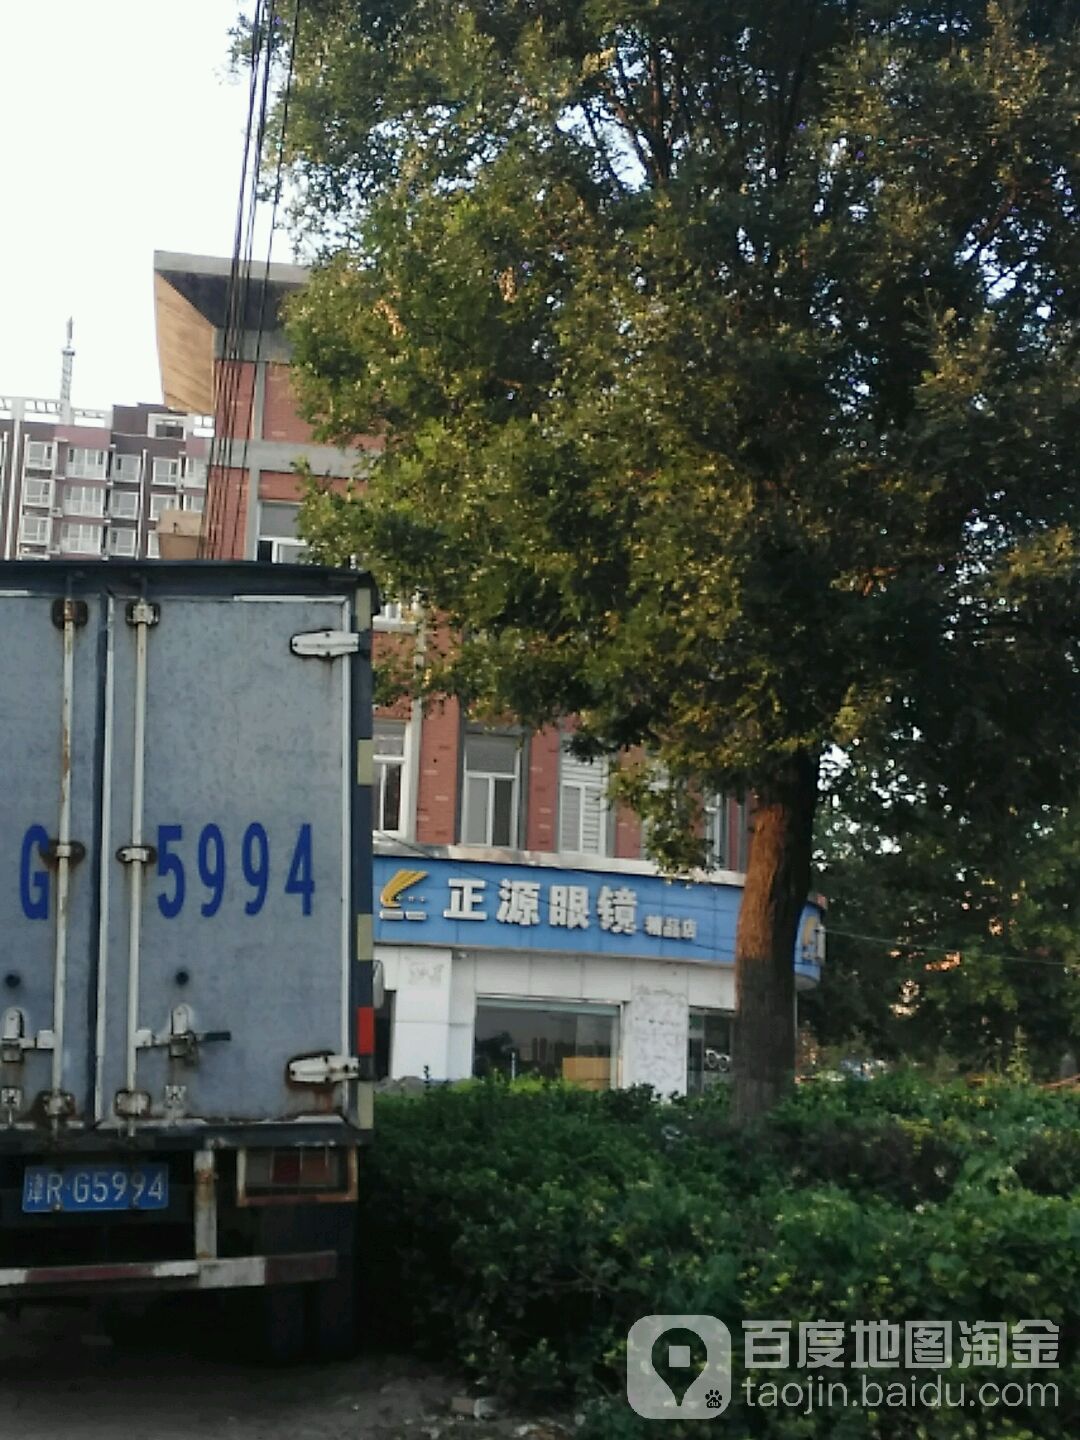 G 5994
正源眼镜 精品店
津R·G5994
百度地图淘金
taojin.baidu.com
du